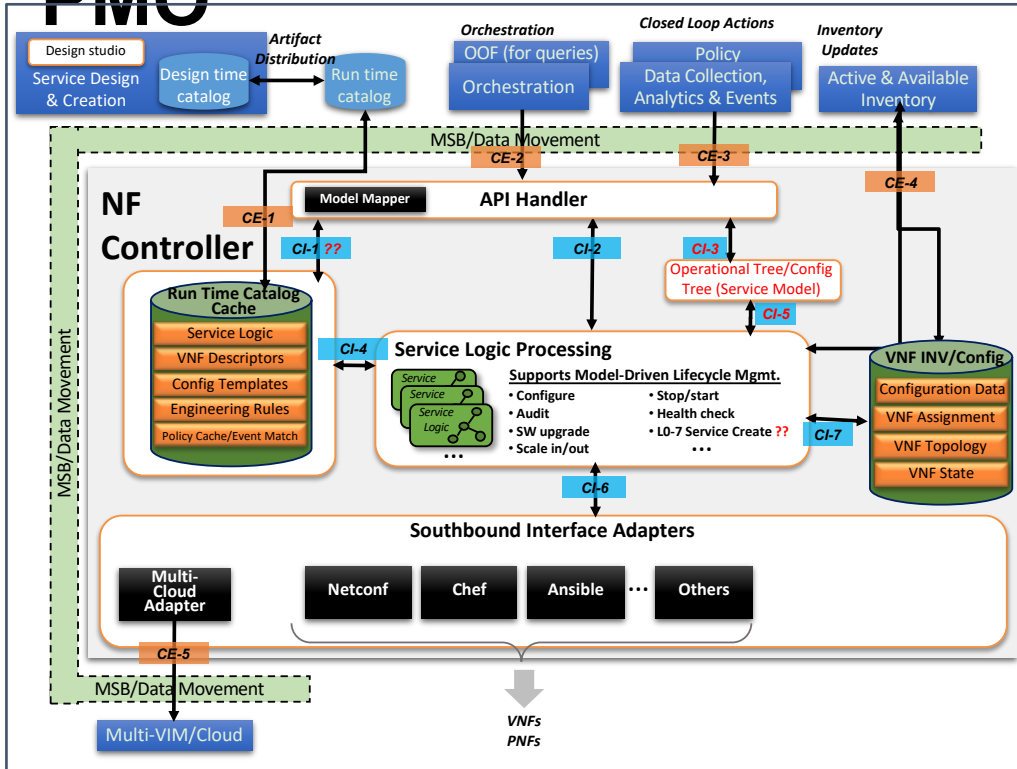 PMO
Design studio
Service Design
& Creation
Design time
catalog
Artifact
Distribution
Run time
catalog
Orchestration
OOF (for queries)
Orchestration
Closed Loop Actions
Policy
Data Collection,
Analytics & Events
Inventory
Updates
Active & Available
Inventory
MSB/Data Movement
CE-2
CE-3
CE-4
CE-1
NF
Controller
Model Mapper
API Handler
CI-1 ??
CI-2
CI-3
Operational Tree/Config
Tree (Service Model)
CI-5
Run Time Catalog
Cache
Service Logic
VNF Descriptors
Config Templates
Engineering Rules
Policy Cache/Event Match
CI-4
Service Logic Processing
Service
Service
Service
Logic
...
Supports Model-Driven Lifecycle Mgmt.
• Configure
• Audit
• SW upgrade
• Scale in/out
• Stop/start
• Health check
• L0-7 Service Create ??
...
CI-7
VNF INV/Config
Configuration Data
VNF Assignment
VNF Topology
VNF State
CI-6
MSB/Data Movement
Southbound Interface Adapters
Multi-
Cloud
Adapter
Netconf
Chef
Ansible
...
Others
CE-5
MSB/Data Movement
Multi-VIM/Cloud
VNFs
PNFs